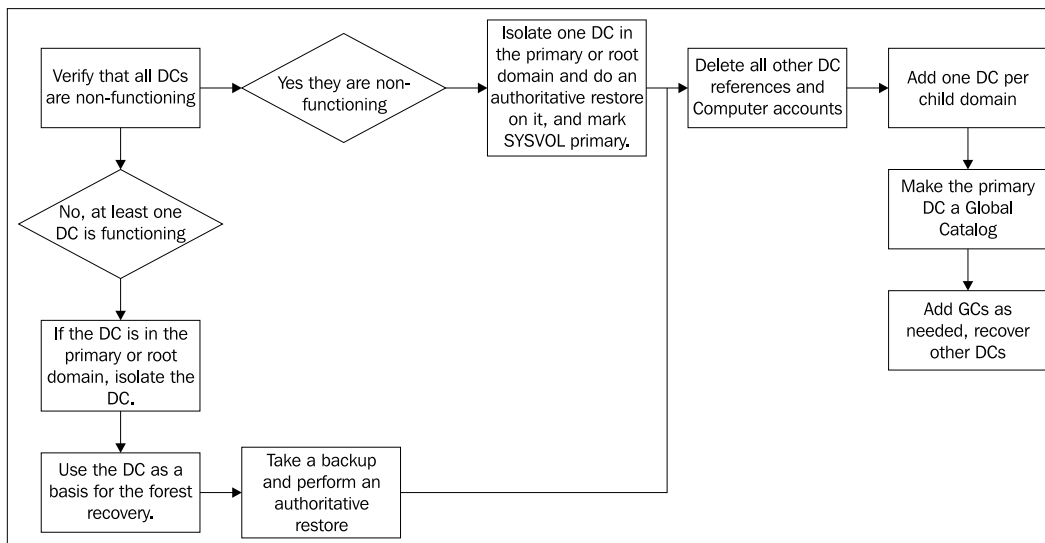 Verify that all DCs
are non-functioning
Yes they are non-
functioning
Isolate one DC in
the primary or root
domain and do an
authoritative restore
on it, and mark
SYSVOL primary.
Delete all other DC
references and
Computer accounts
Add one DC per
child domain
Make the primary
DC a Global
Catalog
Add GCs as
needed, recover
other DCs
No, at least one
DC is functioning
If the DC is in the
primary or root
domain, isolate the
DC.
Use the DC as a
basis for the forest
recovery.
Take a backup
and perform an
authoritative
restore